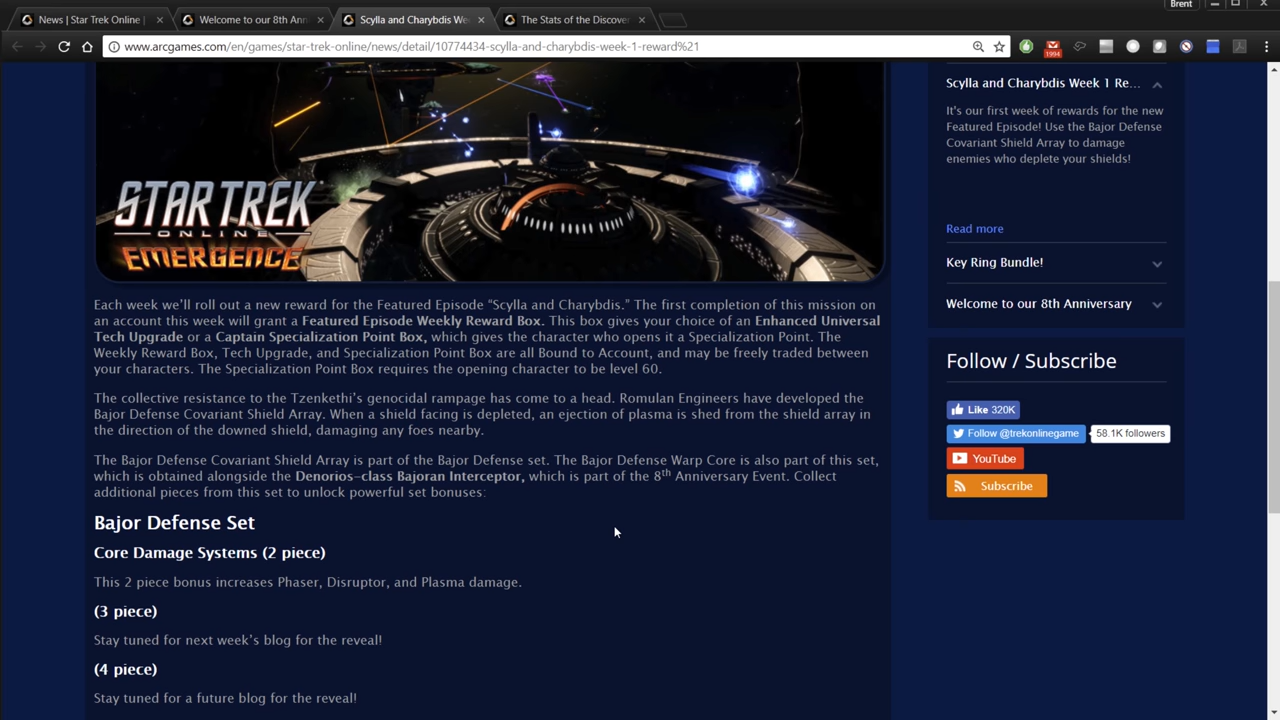 Brent
News | Star Trek Online |
Welcome to our 8th Ann
Scylla and Charybdis We
The Stats of the Discover
www.arcgames.com/en/games/star-trek-online/news/detail/10774434-scylla-and-charybdis-week-1-reward%21
1994
STAR TREK
ONLINE
EMERGENCE
Each week we'll roll out a new reward for the Featured Episode “Scylla and Charybdis.” The first completion of this mission on
an account this week will grant a Featured Episode Weekly Reward Box. This box gives your choice of an Enhanced Universal
Tech Upgrade or a Captain Specialization Point Box, which gives the character who opens it a Specialization Point. The
Weekly Reward Box, Tech Upgrade, and Specialization Point Box are all Bound to Account, and may be freely traded between
your characters. The Specialization Point Box requires the opening character to be level 60.
The collective resistance to the Tzenkethi's genocidal rampage has come to a head. Romulan Engineers have developed the
Bajor Defense Covariant Shield Array. When a shield facing is depleted, an ejection of plasma is shed from the shield array in
the direction of the downed shield, damaging any foes nearby.
The Bajor Defense Covariant Shield Array is part of the Bajor Defense set. The Bajor Defense Warp Core is also part of this set,
which is obtained alongside the Denorios-class Bajoran Interceptor, which is part of the 8th Anniversary Event. Collect
additional pieces from this set to unlock powerful set bonuses:
Bajor Defense Set
Core Damage Systems (2 piece)
This 2 piece bonus increases Phaser, Disruptor, and Plasma damage.
(3 piece)
Stay tuned for next week's blog for the reveal!
(4 piece)
Stay tuned for a future blog for the reveal!
Scylla and Charybdis Week 1 Re...
It's our first week of rewards for the new
Featured Episode! Use the Bajor Defense
Covariant Shield Array to damage
enemies who deplete your shields!
Read more
Key Ring Bundle!
Welcome to our 8th Anniversary
Follow / Subscribe
Like 320K
Follow @trekonlinegame 58.1K followers
YouTube
Subscribe